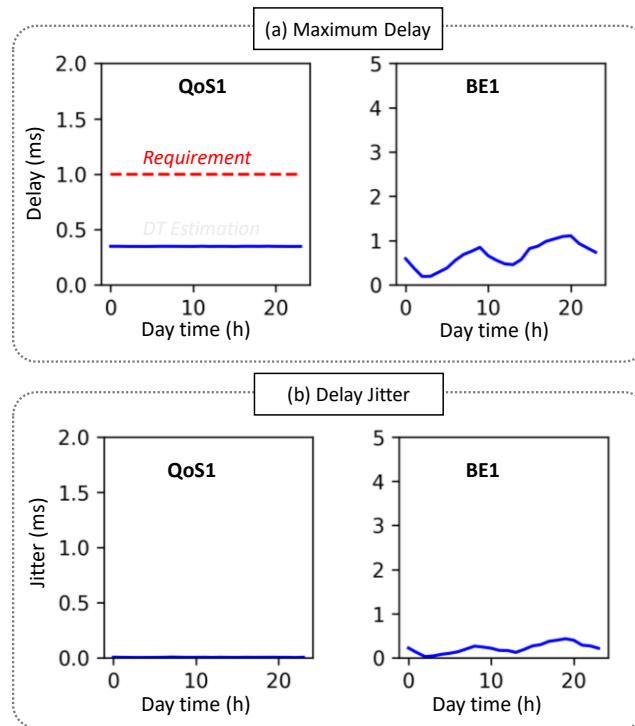 (a) Maximum Delay
QoS1
BE1
Delay (ms)
2.0
1.5
1.0
0.5
0.0
Requirement
DT Estimation
0
10
20
Day time (h)
5
4
3
2
1
0
0
10
20
Day time (h)
(b) Delay Jitter
QoS1
BE1
Jitter (ms)
2.0
1.5
1.0
0.5
0.0
0
10
20
Day time (h)
5
4
3
2
1
0
0
10
20
Day time (h)